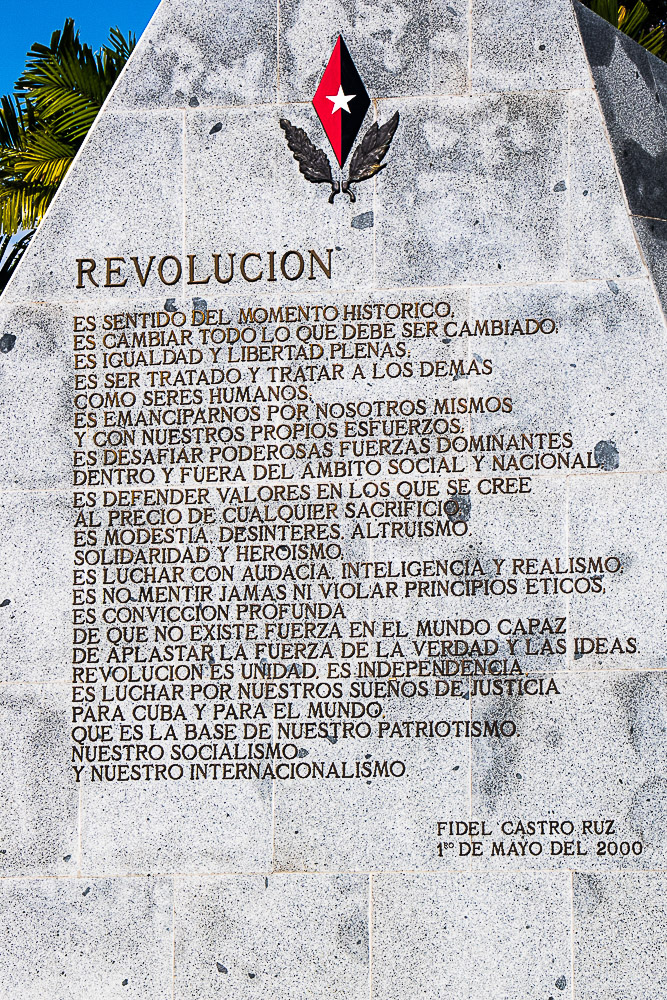 REVOLUCION
ES SENTIDO DEL MOMENTO HISTORICO,
ES CAMBIAR TODO LO QUE DEBE SER CAMBIADO;
ES IGUALDAD Y LIBERTAD PLENAS;
ES SER TRATADO Y TRATAR A LOS DEMAS
COMO SERES HUMANOS;
ES EMANCIPARNOS POR NOSOTROS MISMOS
Y CON NUESTROS PROPIOS ESFUERZOS;
ES DESAFIAR PODEROSAS FUERZAS DOMINANTES
DENTRO Y FUERA DEL AMBITO SOCIAL Y NACIONAL
ES DEFENDER VALORES EN LOS QUE SE CREE
AL PRECIO DE CUALQUIER SACRIFICIO;
ES MODESTIA, DESINTERES, ALTRUISMO,
SOLIDARIDAD Y HEROISMO;
ES LUCHAR CON AUDACIA, INTELIGENCIA Y REALISMO;
ES NO MENTIR JAMAS NI VIOLAR PRINCIPIOS ETICOS;
ES CONVICCION PROFUNDA
DE QUE NO EXISTE FUERZA EN EL MUNDO CAPAZ
DE APLASTAR LA FUERZA DE LA VERDAD Y LAS IDEAS.
REVOLUCION ES UNIDAD, ES INDEPENDENCIA,
ES LUCHAR POR NUESTROS SUEÑOS DE JUSTICIA
PARA CUBA Y PARA EL MUNDO,
QUE ES LA BASE DE NUESTRO PATRIOTISMO,
NUESTRO SOCIALISMO
Y NUESTRO INTERNACIONALISMO.
FIDEL CASTRO RUZ
1RO DE MAYO DEL 2000